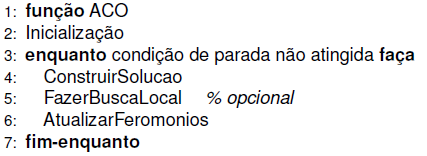 1: função ACO
2: Inicialização
3: enquanto condição de parada não atingida faça
4: ConstruirSolucao
5: FazerBuscaLocal % opcional
6: AtualizarFeromonios
7: fim-enquanto